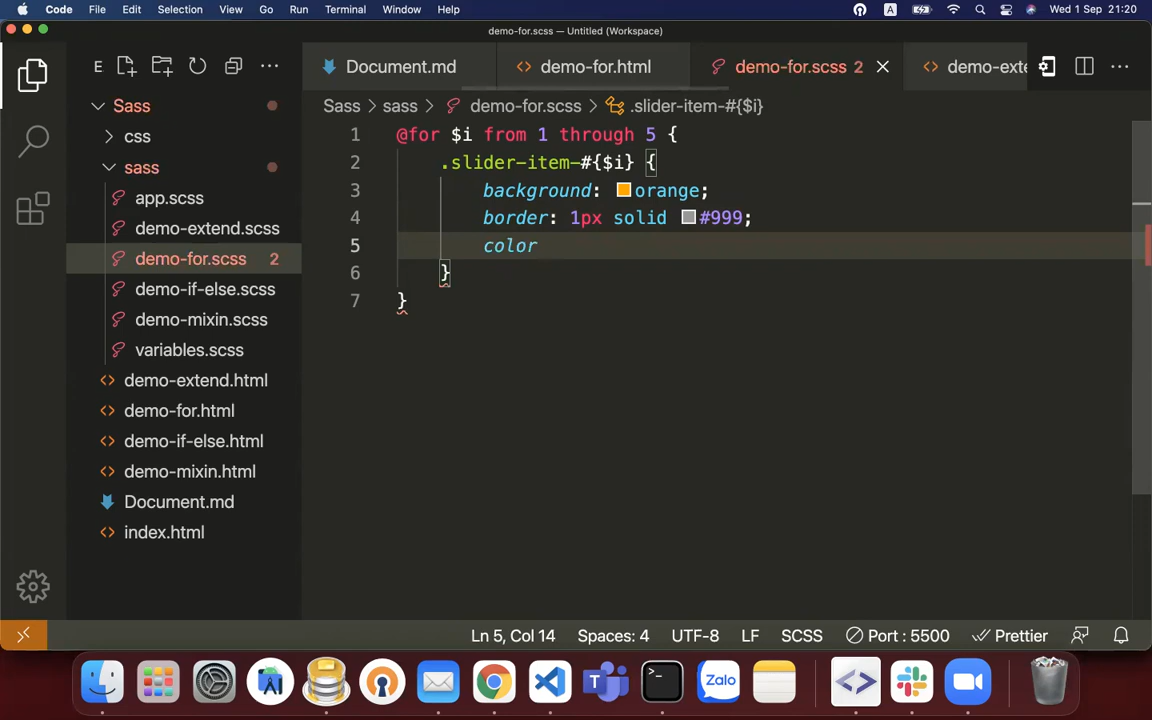 Code File Edit Selection View Go Run Terminal Window Help A Wed 1 Sep 21:20
demo-for.scss — Untitled (Workspace)
E Document.md demo-for.html demo-for.scss 2 demo-exte
Sass
css
sass
app.scss
demo-extend.scss
demo-for.scss 2
demo-if-else.scss
demo-mixin.scss
variables.scss
demo-extend.html
demo-for.html
demo-if-else.html
demo-mixin.html
Document.md
index.html
Sass > sass > demo-for.scss > .slider-item-#{$i}
1 @for $i from 1 through 5 {
2 .slider-item-#{$i} {
3 background: orange;
4 border: 1px solid #999;
5 color
6 }
7 }
Ln 5, Col 14 Spaces: 4 UTF-8 LF SCSS Port : 5500 Prettier
Zalo